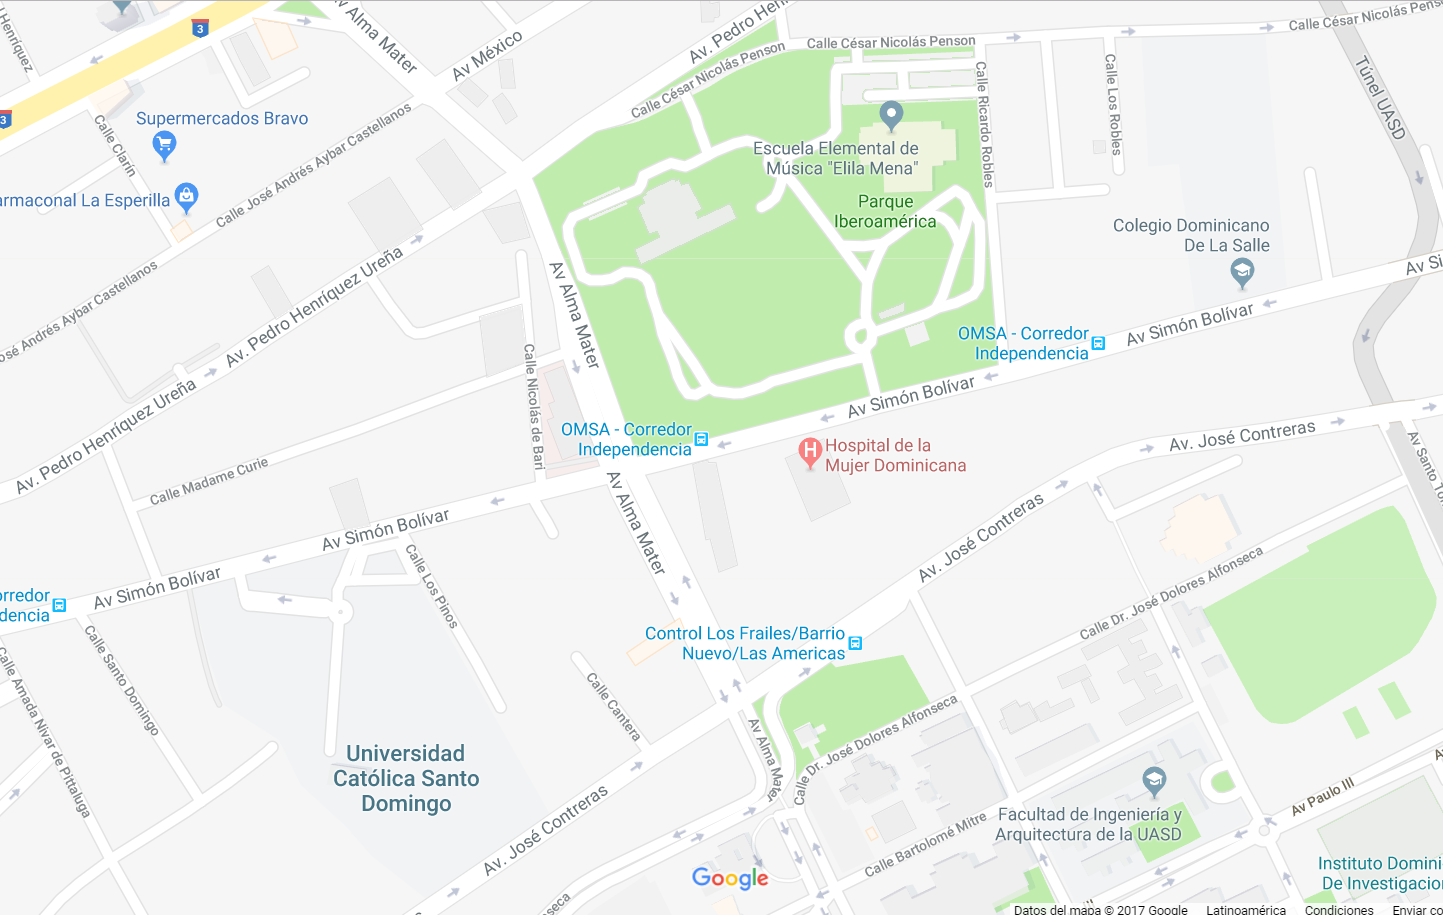 Henríquez
3
Av Alma Mater
Av México
Av. Pedro Henr
Calle César Nicolás Penson
Calle César Nicolás Penson
Calle César Nicolás Penson
Calle Ricardo Robles
Calle Los Robles
Túnel UASD
3
Supermercados Bravo
Calle Clarín
armaconal La Esperilla
Calle José Andrés Aybar Castellanos
Escuela Elemental de
Música "Elila Mena"
Parque
Iberoamérica
Colegio Dominicano
De La Salle
Av Si
José Andrés Aybar Castellanos
Av. Pedro Henríquez Ureña
Av Alma Mater
OMSA - Corredor
Independencia
Av Simón Bolívar
Av. Pedro Henríquez Ureña
Calle Nicolás de Bari
Av Simón Bolívar
OMSA - Corredor
Independencia
Hospital de la
Mujer Dominicana
Av. José Contreras
Av Santo To
Calle Madame Curie
Av Simón Bolívar
Av Alma Mater
Av. José Contreras
Calle Los Pinos
Av Simón Bolívar
orredor
dencia
Calle Dr. José Dolores Alfonseca
Control Los Frailes/Barrio
Nuevo/Las Americas
Calle Santo Domingo
Calle Amada Nivar de Pittaluga
Calle Cantera
Calle Dr. José Dolores Alfonseca
Av Alma Mater
Universidad
Católica Santo
Domingo
Av. José Contreras
Facultad de Ingeniería y
Arquitectura de la UASD
Av Paulo III
Calle Bartolomé Mitre
Instituto Domini
De Investigacion
Google
seca
Datos del mapa © 2017 Google
Latinoamérica
Condiciones
Enviar co